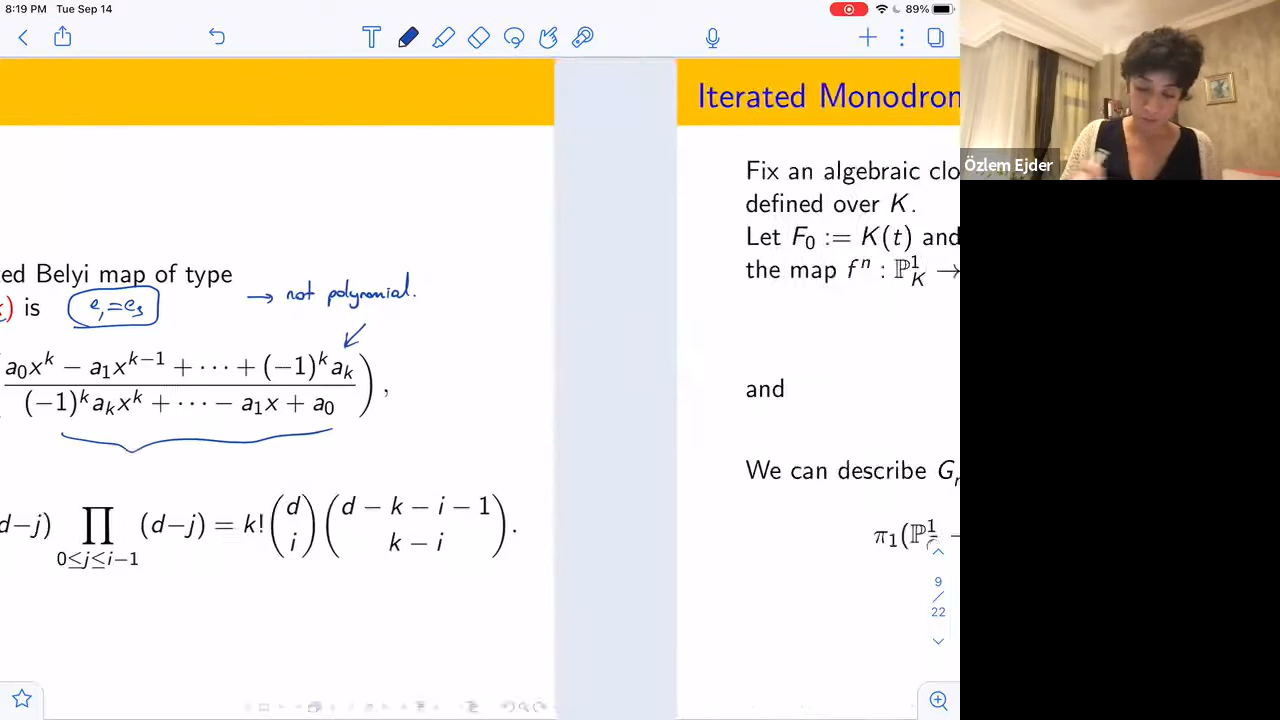 8:19 PM Tue Sep 14
89%
Iterated Monodron
ed Belyi map of type
) is
e₁=e₃
→ not polynomial.
a₀xᵏ − a₁xᵏ⁻¹ + ⋯ + (−1)ᵏaₖ
(−1)ᵏaₖxᵏ + ⋯ − a₁x + a₀
d−j) ∏ (d−j) = k! (d i) (d − k − i − 1 k − i).
0≤j≤i−1
Fix an algebraic clo
defined over K.
Let F₀ := K(t) and
the map fⁿ : ℙ¹_K →
and
We can describe G
π₁(ℙ¹ −
9
/
22
Özlem Ejder